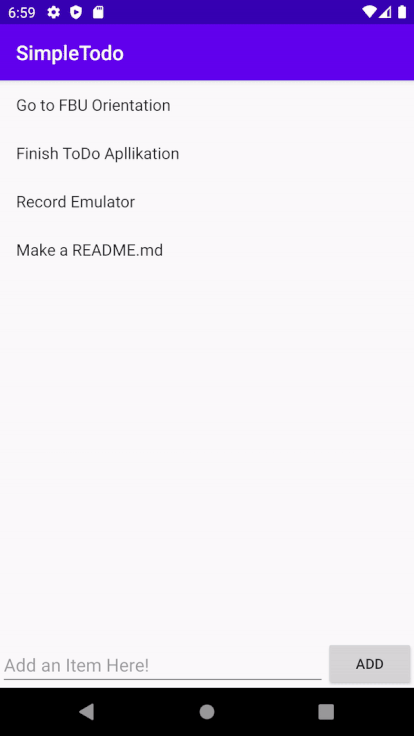 6:59
SimpleTodo
Go to FBU Orientation
Finish ToDo Apllikation
Record Emulator
Make a README.md
Add an Item Here!
ADD